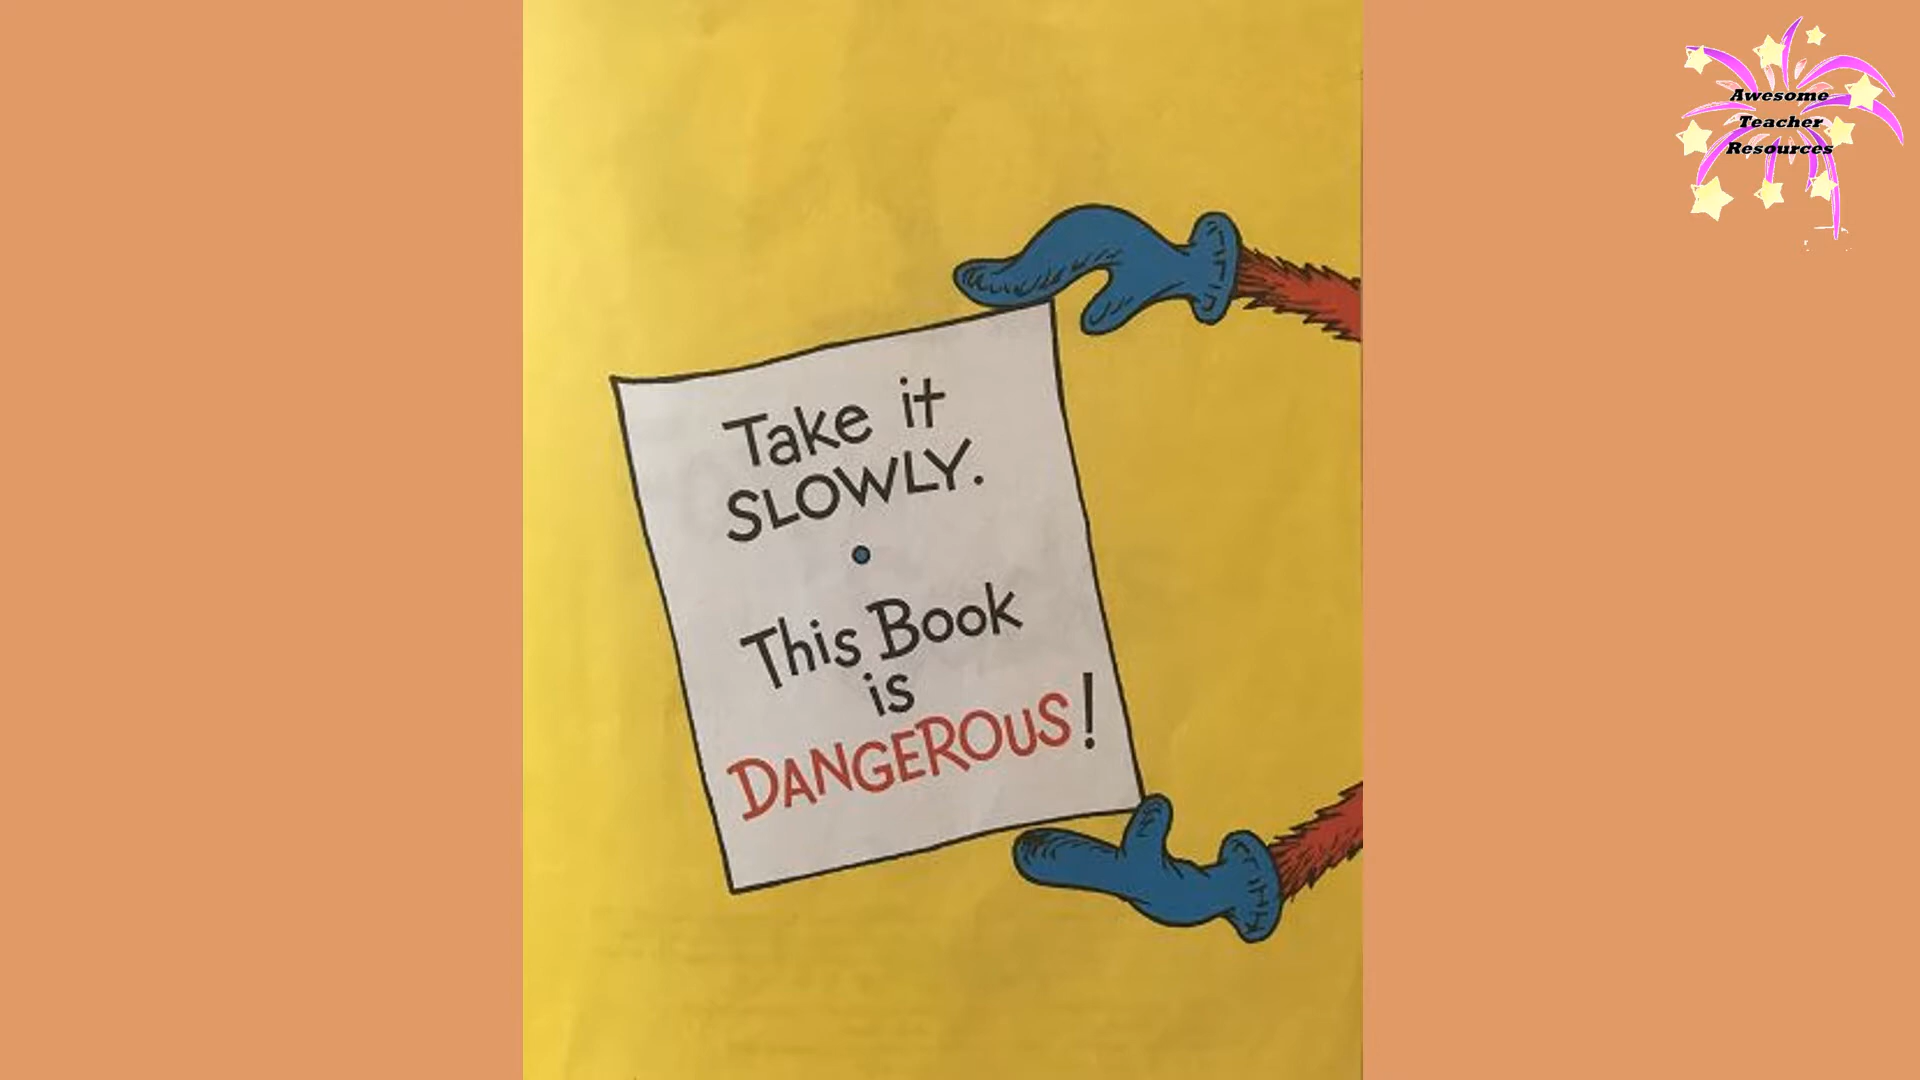 Take it
SLOWLY.
This Book
is
DANGEROUS!
Awesome
Teacher
Resources